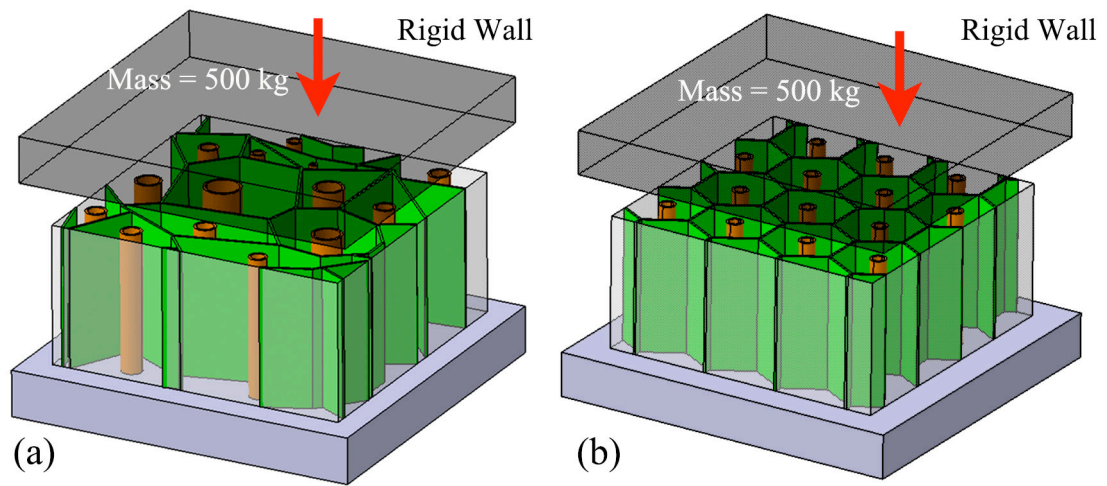 Rigid Wall
Mass = 500 kg
(a)
Rigid Wall
Mass = 500 kg
(b)